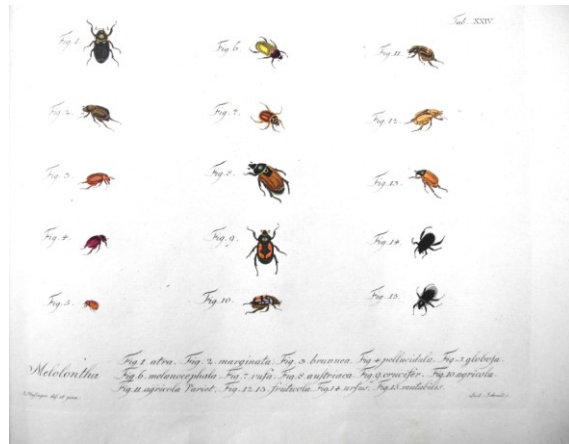 Tab. XXIV.
Fig. 1.
Fig. 2.
Fig. 3.
Fig. 4.
Fig. 5.
Fig. 6.
Fig. 7.
Fig. 8.
Fig. 9.
Fig. 10.
Fig. 11.
Fig. 12.
Fig. 13.
Fig. 14.
Fig. 15.
Melolontha
Fig. 1. atra. Fig. 2. marginata. Fig. 3. brunnea. Fig. 4. pellucidula. Fig. 5. globosa.
Fig. 6. melanocephala. Fig. 7. rufa. Fig. 8. austriaca. Fig. 9. crucifer. Fig. 10. agricola.
Fig. 11. agricola Variet. Fig. 12. 13. fruticola. Fig. 14. ursus. Fig. 15. mutabilis.
del. et pinx.